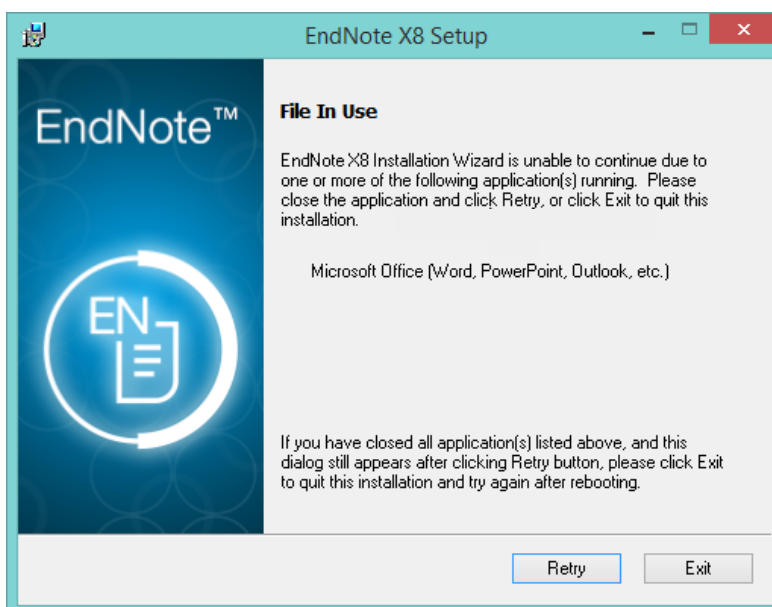 EndNote X8 Setup
EndNote™
File In Use
EndNote X8 Installation Wizard is unable to continue due to
one or more of the following application(s) running. Please
close the application and click Retry, or click Exit to quit this
installation.
Microsoft Office (Word, PowerPoint, Outlook, etc.)
EN
If you have closed all application(s) listed above, and this
dialog still appears after clicking Retry button, please click Exit
to quit this installation and try again after rebooting.
Retry
Exit